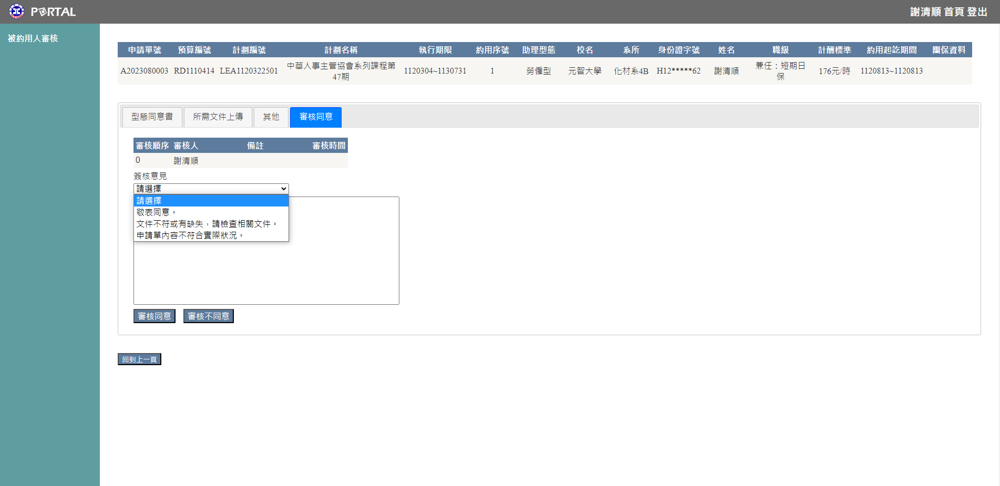 PORTAL
謝清順 首頁 登出
被約用人審核
申請單號 預算編號 計劃編號 計劃名稱 執行期限 約用序號 助理型態 校名 系所 身份證字號 姓名 職級 計酬標準 約用起訖期間 團保資料
A2023080003 RD1110414 LEA1120322501 中華人事主管協會系列課程第 1120304~1130731 1 勞僱型 元智大學 化材系4B H12*****62 謝清順 兼任：短期日 176元/時 1120813~1120813
47期 保
型態同意書 所需文件上傳 其他 審核同意
審核順序 審核人 備註 審核時間
0 謝清順
簽核意見
請選擇
請選擇
敬表同意。
文件不符或有缺失，請檢查相關文件。
申請單內容不符合實際狀況。
審核同意 審核不同意
回到上一頁